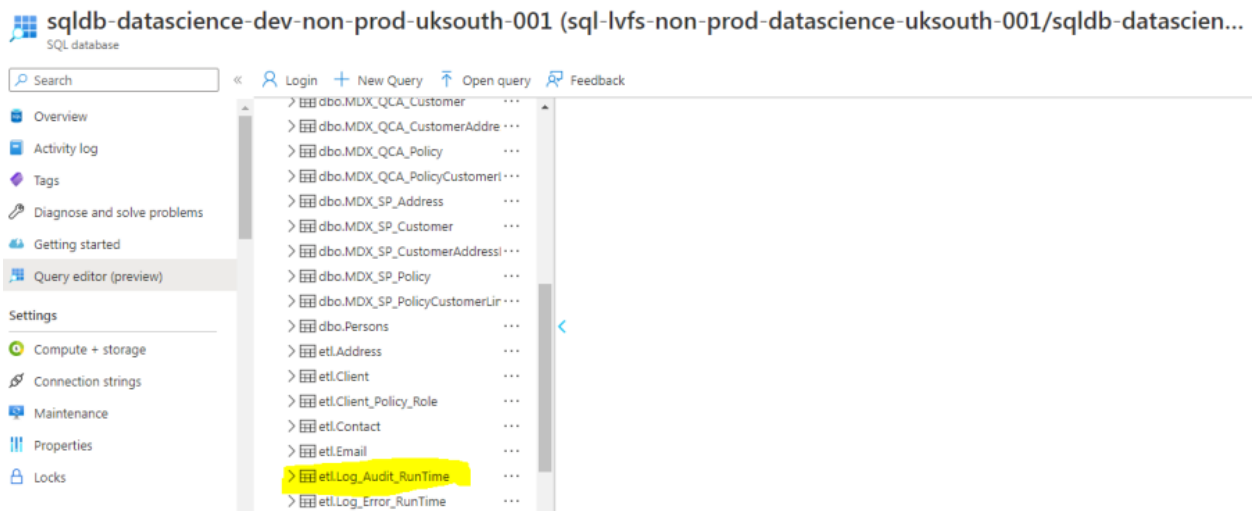 sqldb-datascience-dev-non-prod-uksouth-001 (sql-lvfs-non-prod-datascience-uksouth-001/sqldb-datascien...
SQL database
Search
«
Login
New Query
Open query
Feedback
Overview
Activity log
Tags
Diagnose and solve problems
Getting started
Query editor (preview)
Settings
Compute + storage
Connection strings
Maintenance
Properties
Locks
dbo.MDX_QCA_Customer ...
dbo.MDX_QCA_CustomerAddre ...
dbo.MDX_QCA_Policy ...
dbo.MDX_QCA_PolicyCustomerl ...
dbo.MDX_SP_Address ...
dbo.MDX_SP_Customer ...
dbo.MDX_SP_CustomerAddressl ...
dbo.MDX_SP_Policy ...
dbo.MDX_SP_PolicyCustomerLir ...
dbo.Persons ...
etl.Address ...
etl.Client ...
etl.Client_Policy_Role ...
etl.Contact ...
etl.Email ...
etl.Log_Audit_RunTime ...
etl.Log_Error_RunTime ...